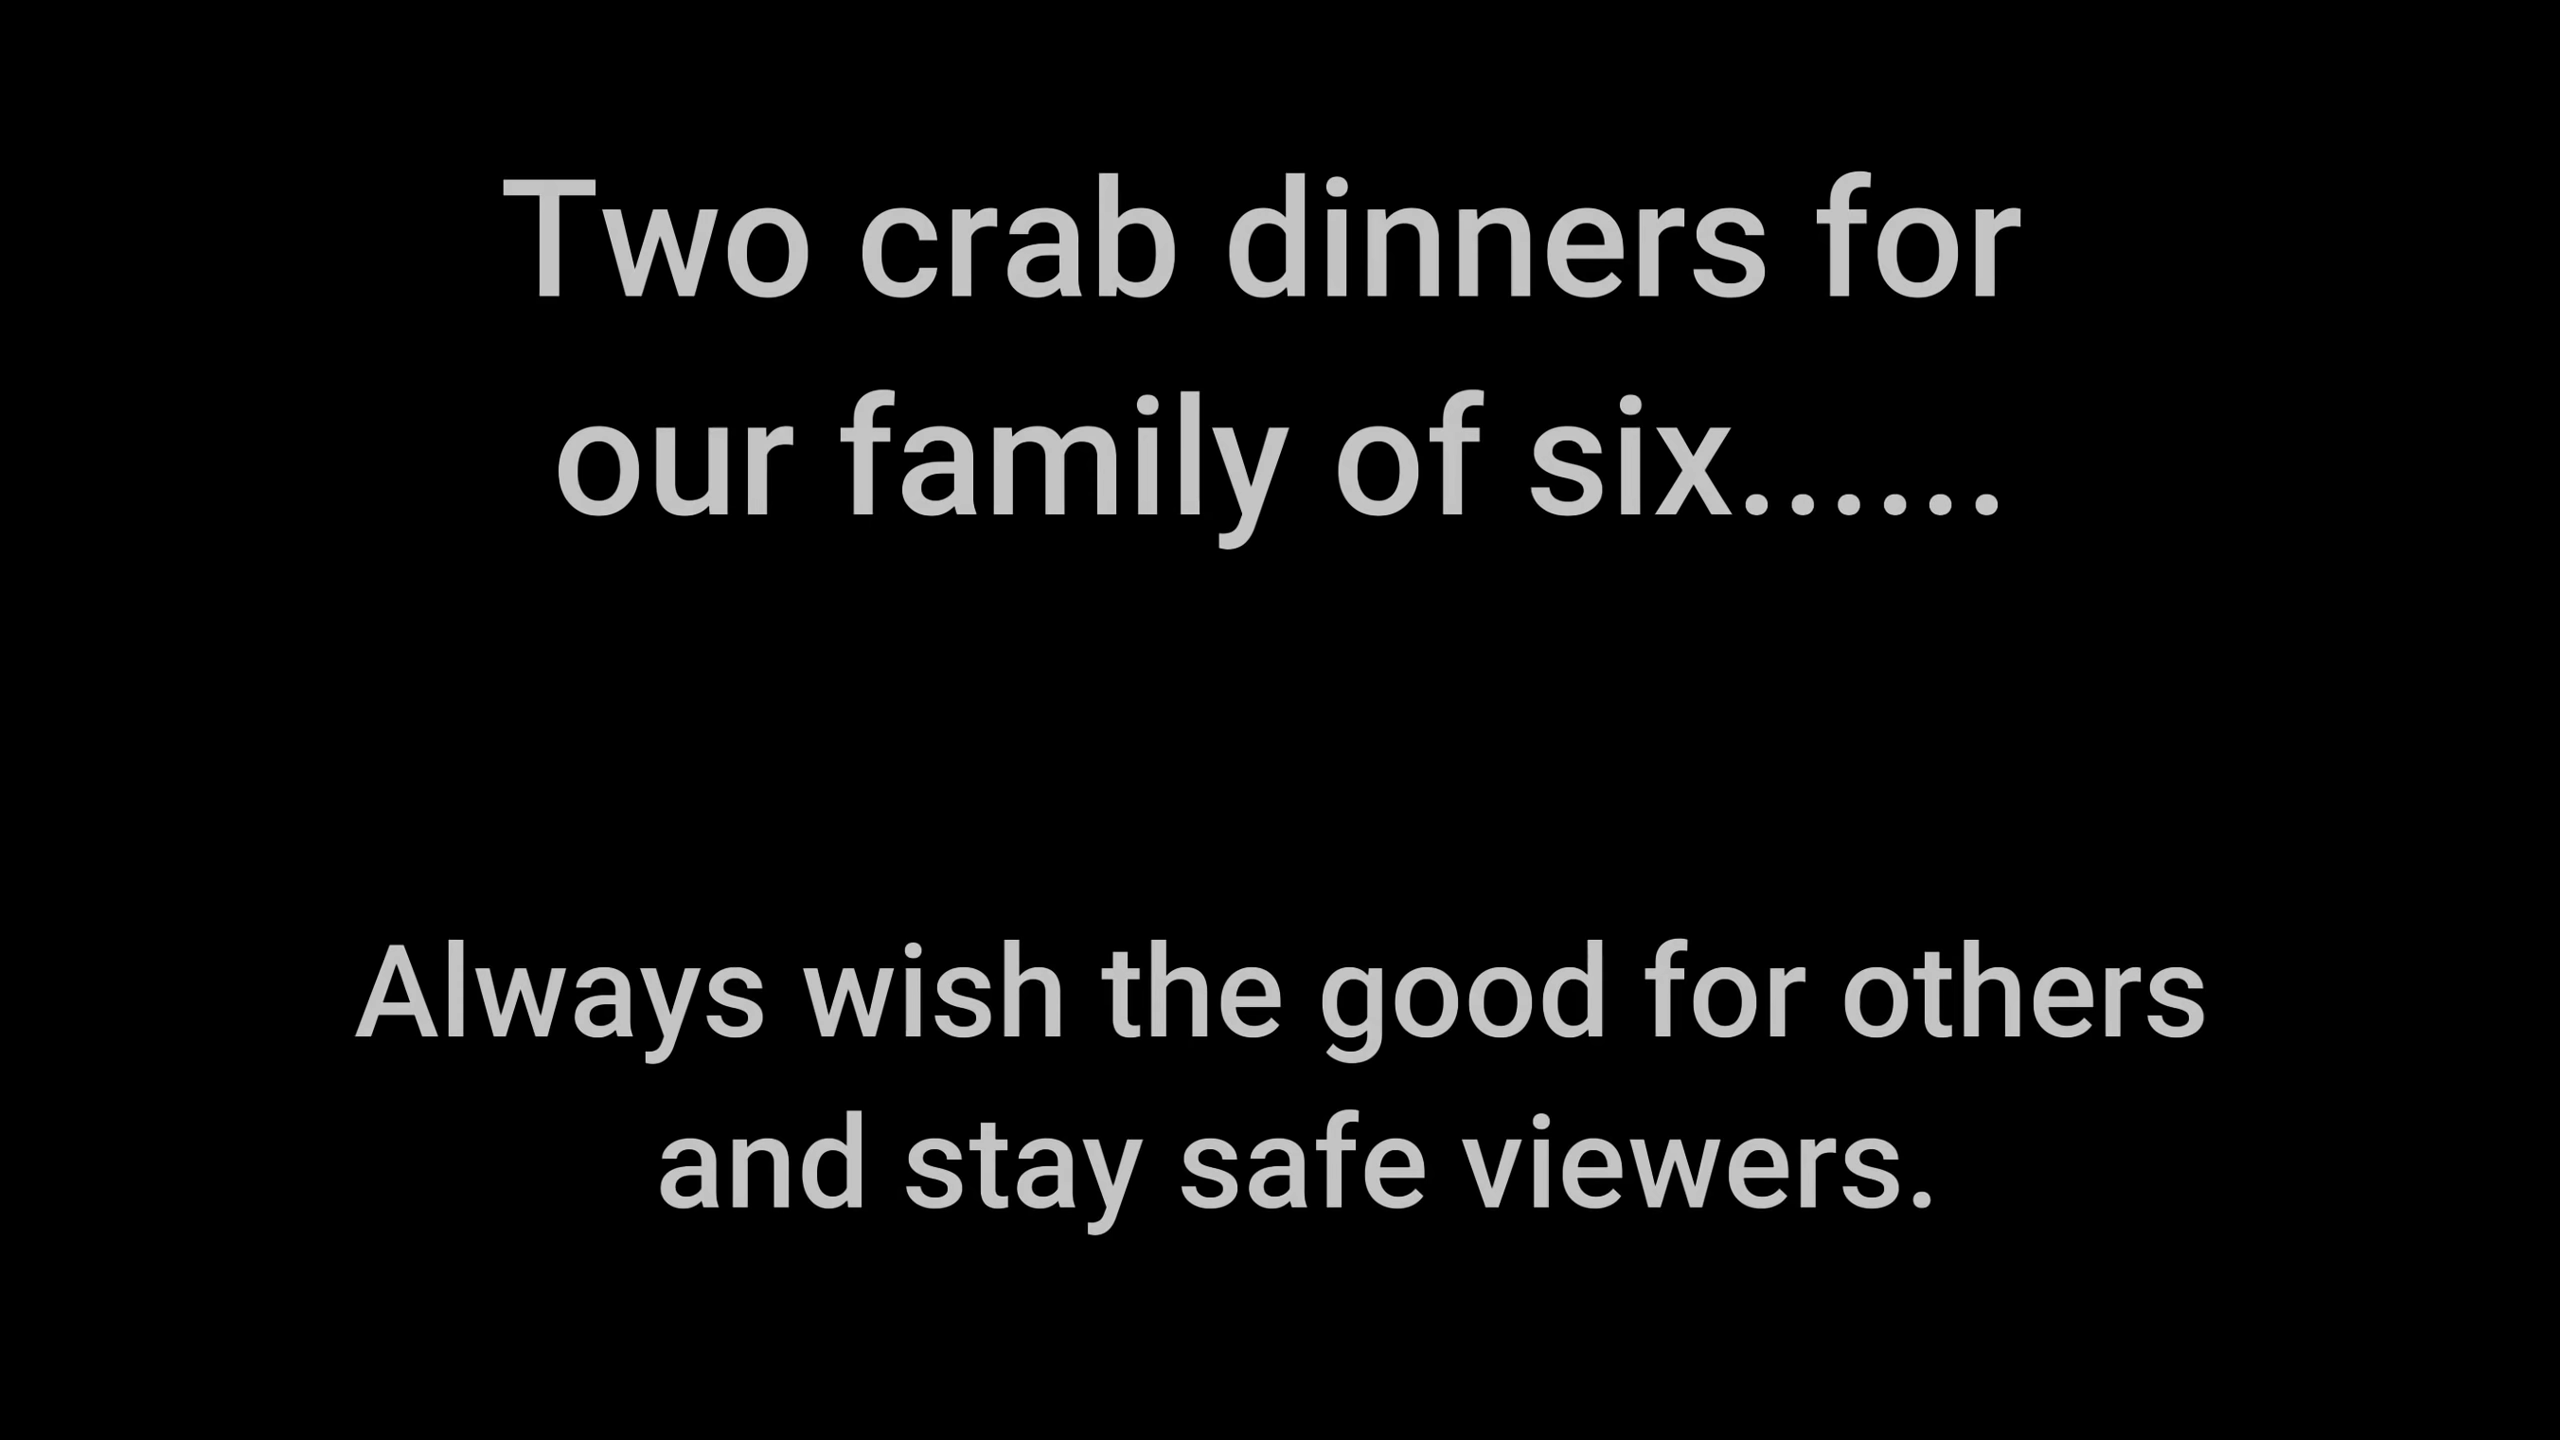 Two crab dinners for
our family of six......
Always wish the good for others
and stay safe viewers.